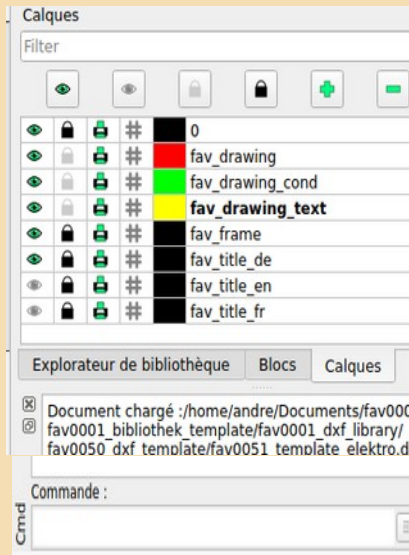 Calques
Filter
0
fav_drawing
fav_drawing_cond
fav_drawing_text
fav_frame
fav_title_de
fav_title_en
fav_title_fr
Explorateur de bibliothèque Blocs Calques
Document chargé :/home/andre/Documents/fav000
fav0001_bibliothek_template/fav0001_dxf_library/
fav0050_dxf_template/fav0051_template_elektro.d
Commande :
Cmd